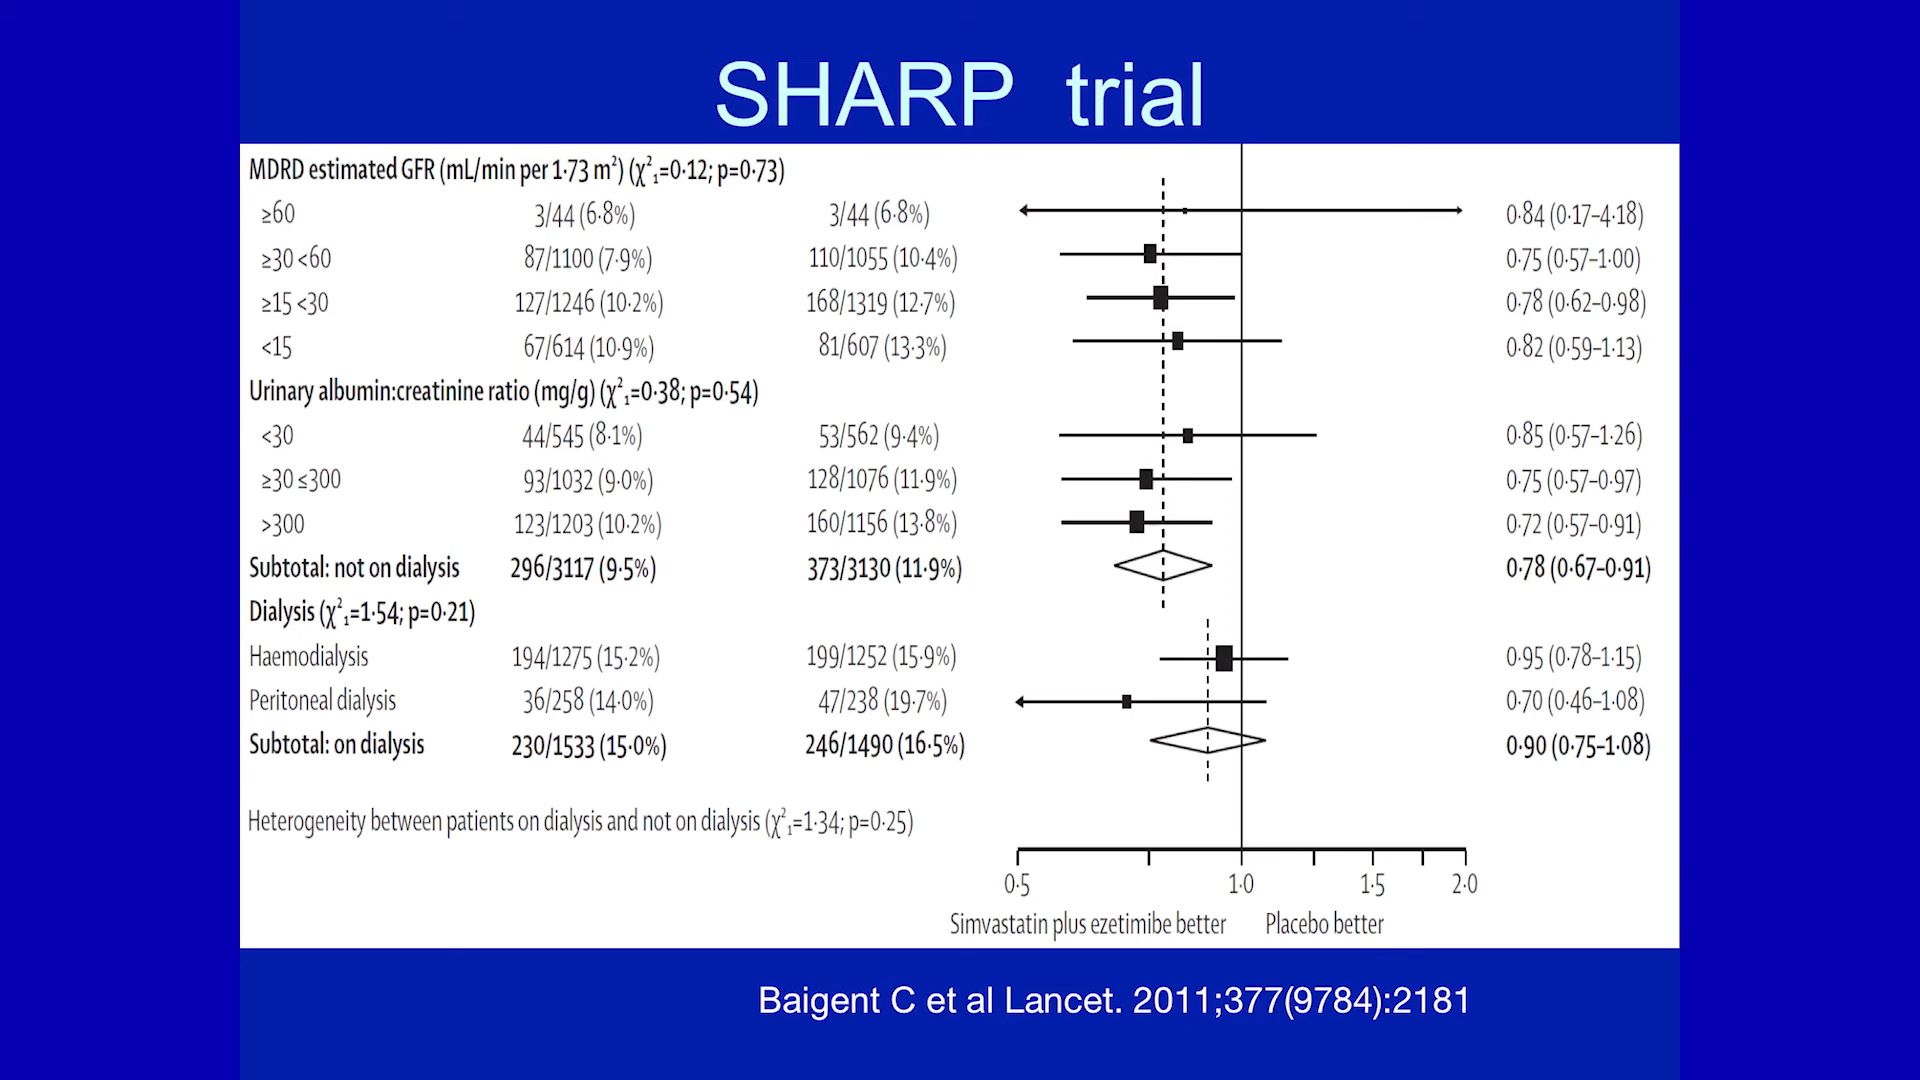 SHARP trial
MDRD estimated GFR (mL/min per 1·73 m²) (χ²₁=0·12; p=0·73)
≥60 3/44 (6·8%) 3/44 (6·8%) 0·84 (0·17–4·18)
≥30 <60 87/1100 (7·9%) 110/1055 (10·4%) 0·75 (0·57–1·00)
≥15 <30 127/1246 (10·2%) 168/1319 (12·7%) 0·78 (0·62–0·98)
<15 67/614 (10·9%) 81/607 (13·3%) 0·82 (0·59–1·13)
Urinary albumin:creatinine ratio (mg/g) (χ²₁=0·38; p=0·54)
<30 44/545 (8·1%) 53/562 (9·4%) 0·85 (0·57–1·26)
≥30 ≤300 93/1032 (9·0%) 128/1076 (11·9%) 0·75 (0·57–0·97)
>300 123/1203 (10·2%) 160/1156 (13·8%) 0·72 (0·57–0·91)
Subtotal: not on dialysis 296/3117 (9·5%) 373/3130 (11·9%) 0·78 (0·67–0·91)
Dialysis (χ²₁=1·54; p=0·21)
Haemodialysis 194/1275 (15·2%) 199/1252 (15·9%) 0·95 (0·78–1·15)
Peritoneal dialysis 36/258 (14·0%) 47/238 (19·7%) 0·70 (0·46–1·08)
Subtotal: on dialysis 230/1533 (15·0%) 246/1490 (16·5%) 0·90 (0·75–1·08)
Heterogeneity between patients on dialysis and not on dialysis (χ²₁=1·34; p=0·25)
0·5 1·0 1·5 2·0
Simvastatin plus ezetimibe better Placebo better
Baigent C et al Lancet. 2011;377(9784):2181